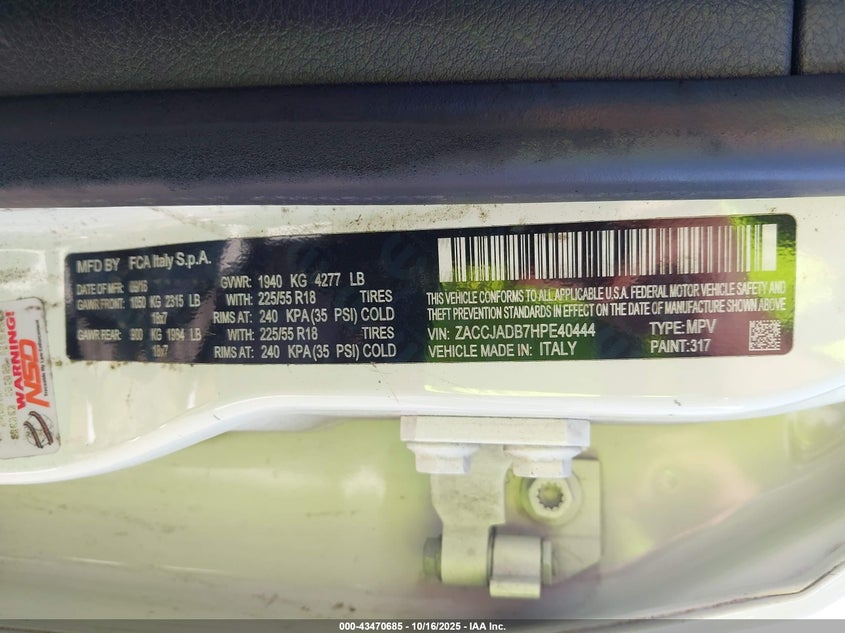 MFD BY FCA Italy S.p.A.
DATE OF MFR 09/16
GVWR: 1940 KG 4277 LB
GAWR FRONT: 1050 KG 2315 LB
WITH: 225/55 R18 TIRES
18x7
RIMS AT: 240 KPA (35 PSI) COLD
GAWR REAR: 900 KG 1984 LB
WITH: 225/55 R18 TIRES
18x7
RIMS AT: 240 KPA (35 PSI) COLD
THIS VEHICLE CONFORMS TO ALL APPLICABLE U.S.A. FEDERAL MOTOR VEHICLE SAFETY AND
THEFT PREVENTION STANDARDS IN EFFECT ON THE DATE OF MANUFACTURE SHOWN ABOVE.
VIN: ZACCJADB7HPE40444 TYPE: MPV
VEHICLE MADE IN: ITALY PAINT: 317
WARNING!
NSD
000-43470685 - 10/16/2025 - IAA Inc.